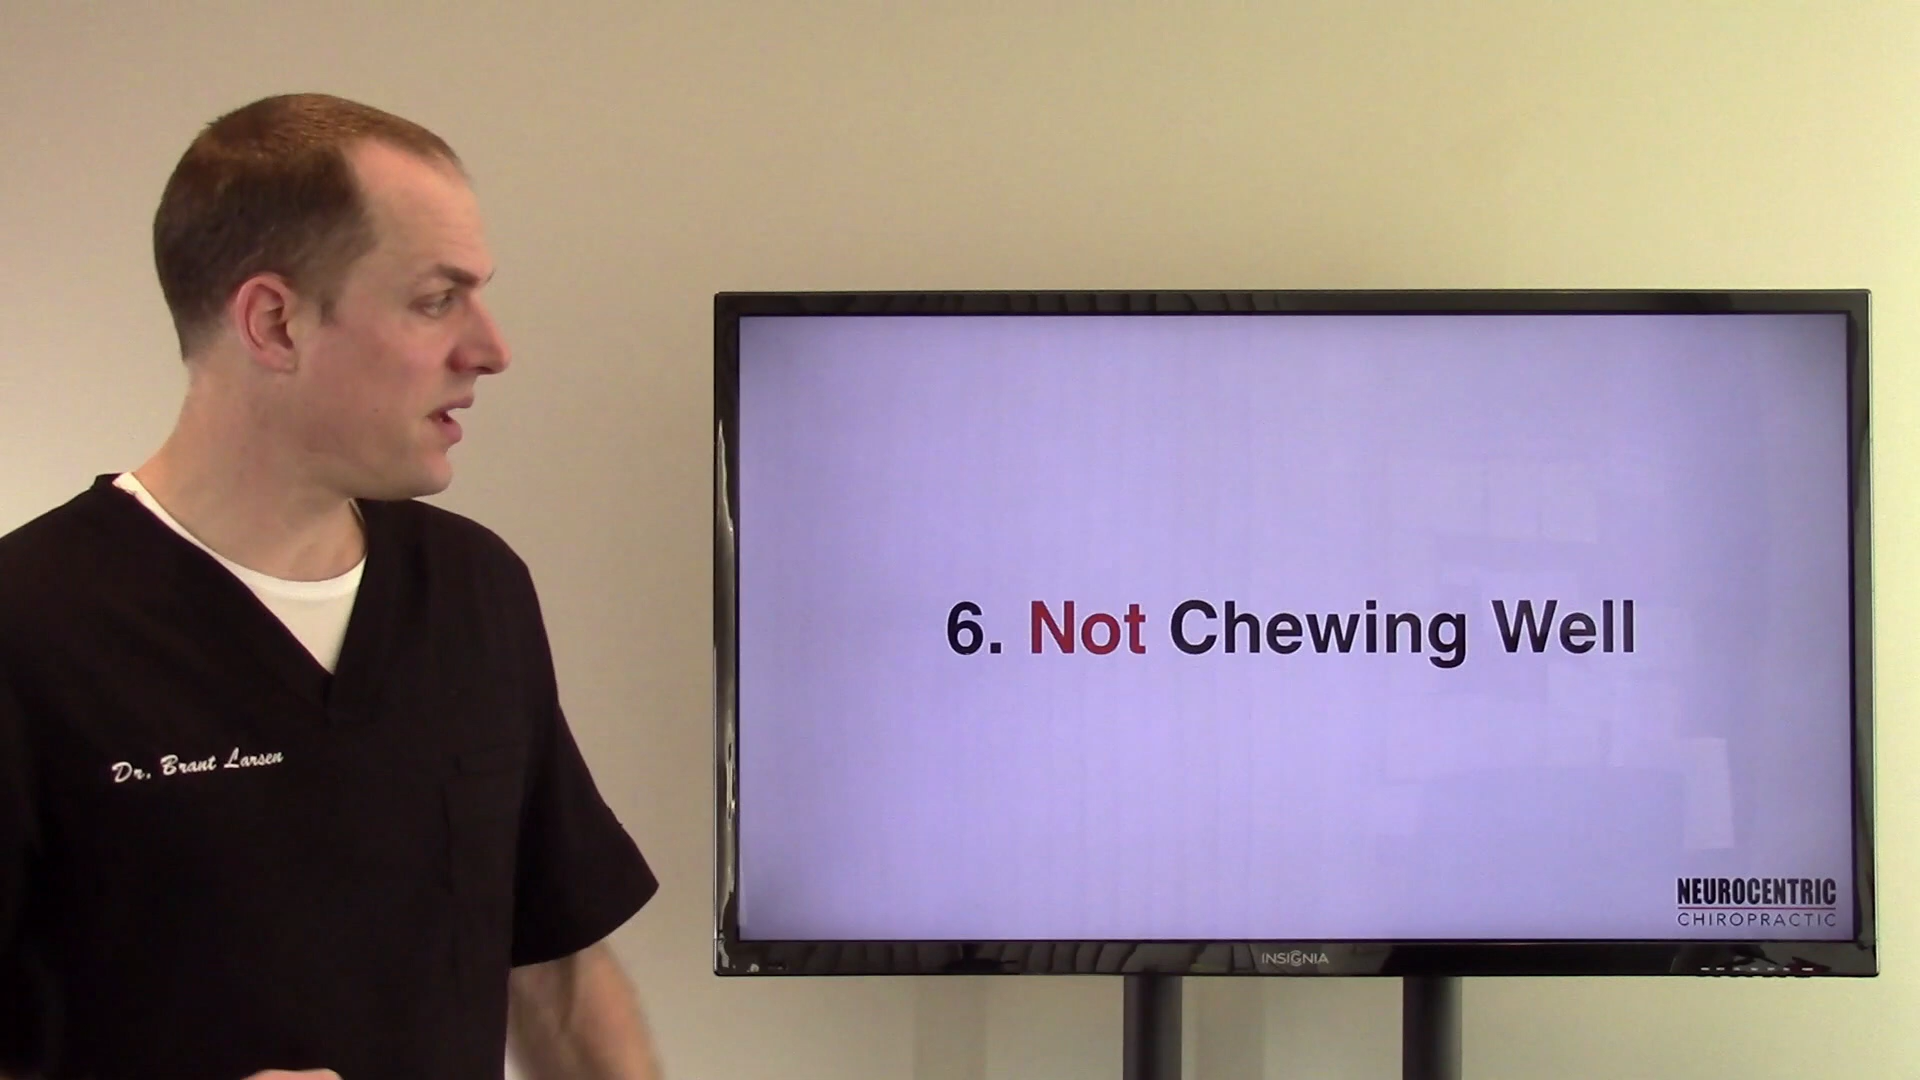 Dr. Brant Larsen
6. Not Chewing Well
NEUROCENTRIC
CHIROPRACTIC
INSIGNIA